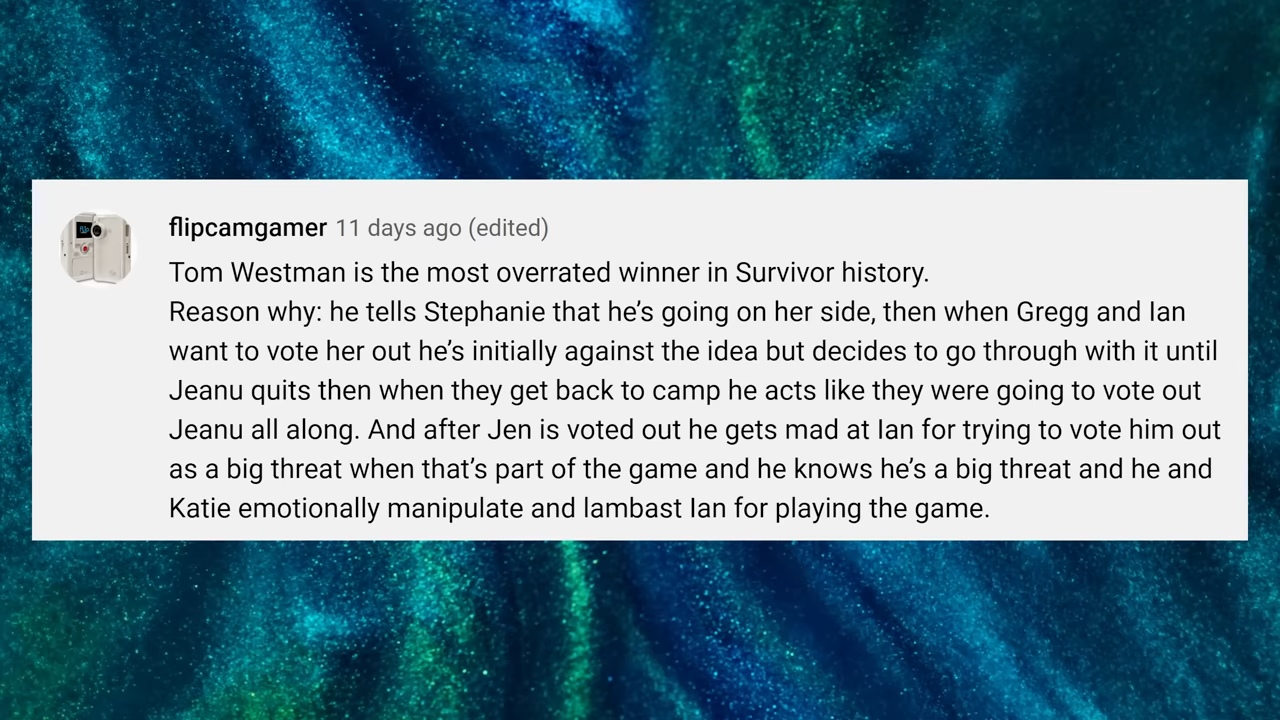 flipcamgamer 11 days ago (edited)
Tom Westman is the most overrated winner in Survivor history.
Reason why: he tells Stephanie that he’s going on her side, then when Gregg and Ian
want to vote her out he’s initially against the idea but decides to go through with it until
Jeanu quits then when they get back to camp he acts like they were going to vote out
Jeanu all along. And after Jen is voted out he gets mad at Ian for trying to vote him out
as a big threat when that’s part of the game and he knows he’s a big threat and he and
Katie emotionally manipulate and lambast Ian for playing the game.